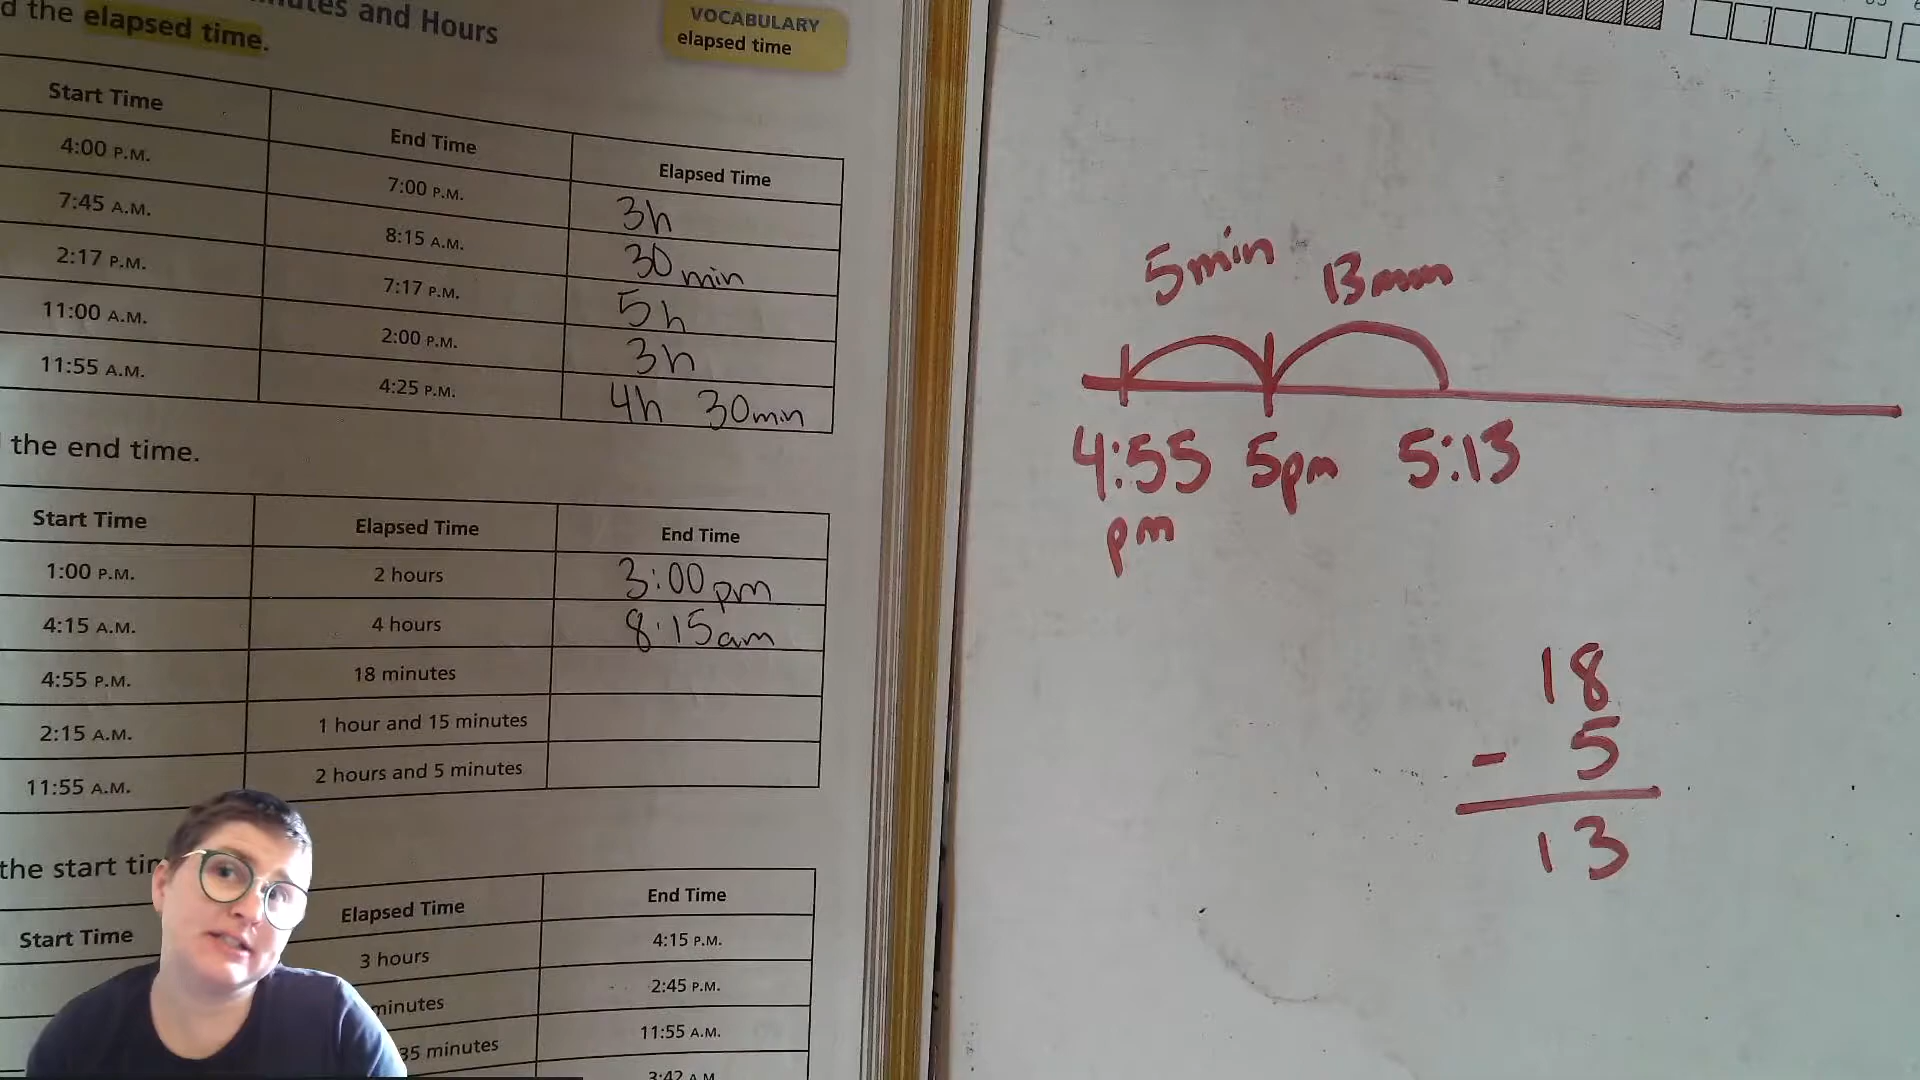 utes and Hours
d the elapsed time.
VOCABULARY
elapsed time
Start Time End Time Elapsed Time
4:00 P.M. 7:00 P.M. 3h
7:45 A.M. 8:15 A.M. 30 min
2:17 P.M. 7:17 P.M. 5h
11:00 A.M. 2:00 P.M. 3h
11:55 A.M. 4:25 P.M. 4h 30min
the end time.
Start Time Elapsed Time End Time
1:00 P.M. 2 hours 3:00pm
4:15 A.M. 4 hours 8:15am
4:55 P.M. 18 minutes
2:15 A.M. 1 hour and 15 minutes
11:55 A.M. 2 hours and 5 minutes
the start tim
Start Time Elapsed Time End Time
3 hours 4:15 P.M.
minutes 2:45 P.M.
35 minutes 11:55 A.M.
3:42 A.M.
5min 13min
4:55 5pm 5:13
pm
18
- 5
13